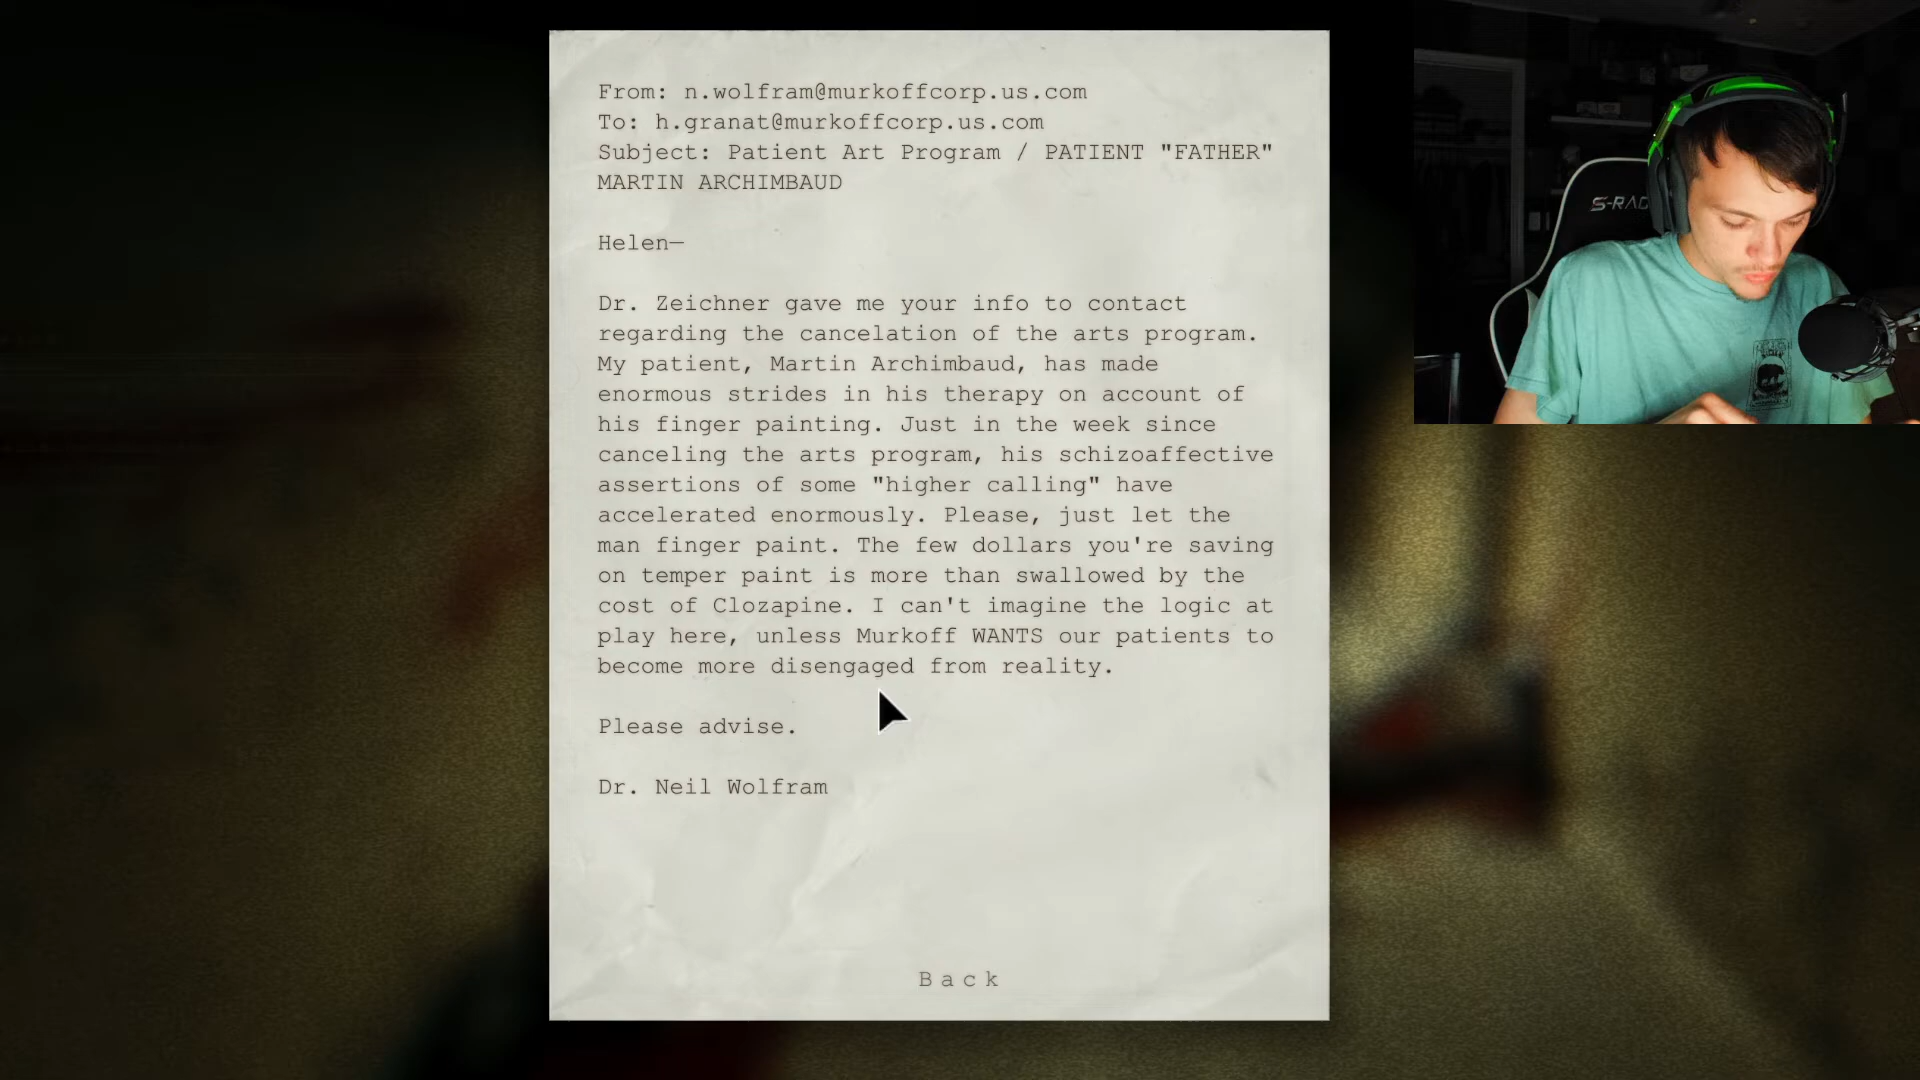 From: n.wolfram@murkoffcorp.us.com
To: h.granat@murkoffcorp.us.com
Subject: Patient Art Program / PATIENT "FATHER"
MARTIN ARCHIMBAUD
Helen—
Dr. Zeichner gave me your info to contact
regarding the cancelation of the arts program.
My patient, Martin Archimbaud, has made
enormous strides in his therapy on account of
his finger painting. Just in the week since
canceling the arts program, his schizoaffective
assertions of some "higher calling" have
accelerated enormously. Please, just let the
man finger paint. The few dollars you're saving
on temper paint is more than swallowed by the
cost of Clozapine. I can't imagine the logic at
play here, unless Murkoff WANTS our patients to
become more disengaged from reality.
Please advise.
Dr. Neil Wolfram
Back
S-RAC